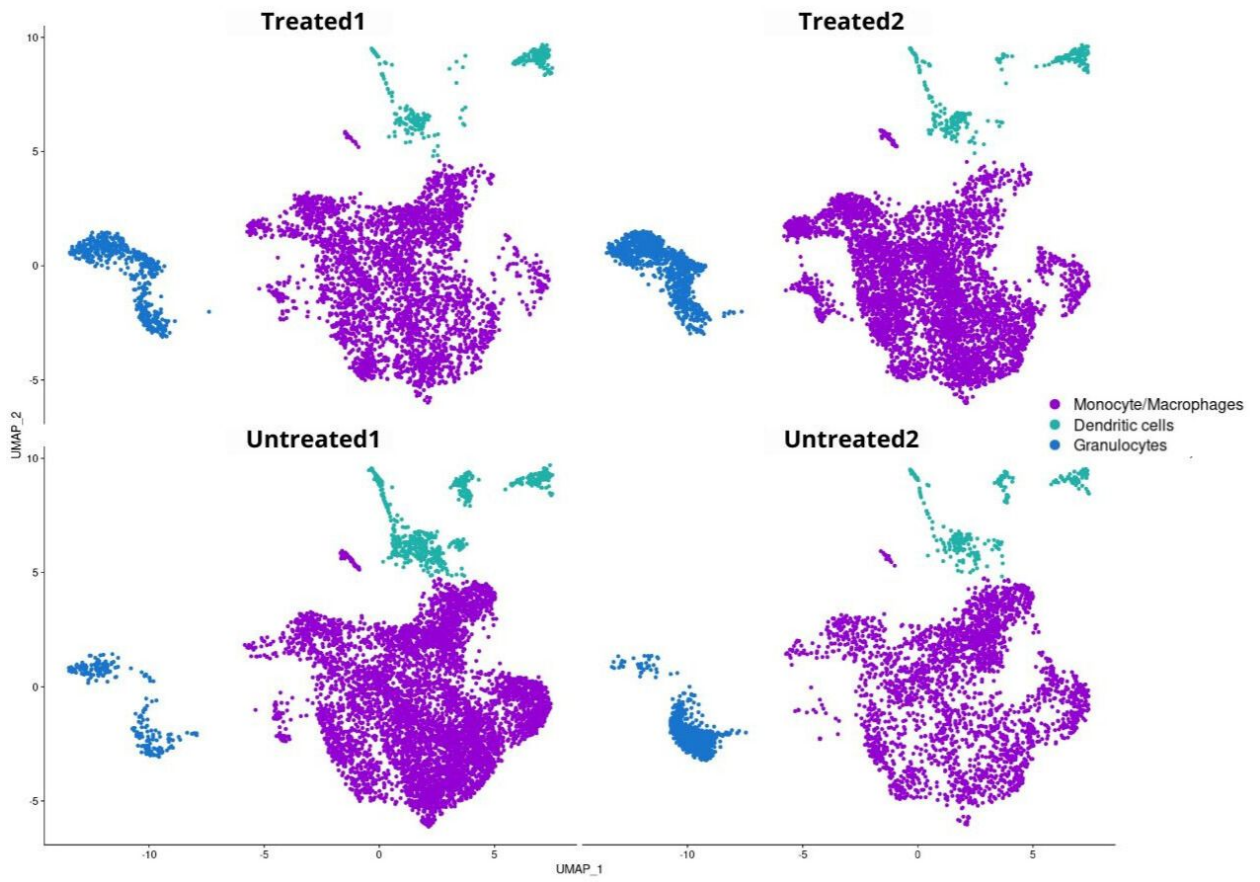 Treated1
Treated2
10
5
0
-5
UMAP_2
Monocyte/Macrophages
Dendritic cells
Granulocytes
Untreated1
Untreated2
10
5
0
-5
-10
-5
0
5
-10
-5
0
5
UMAP_1